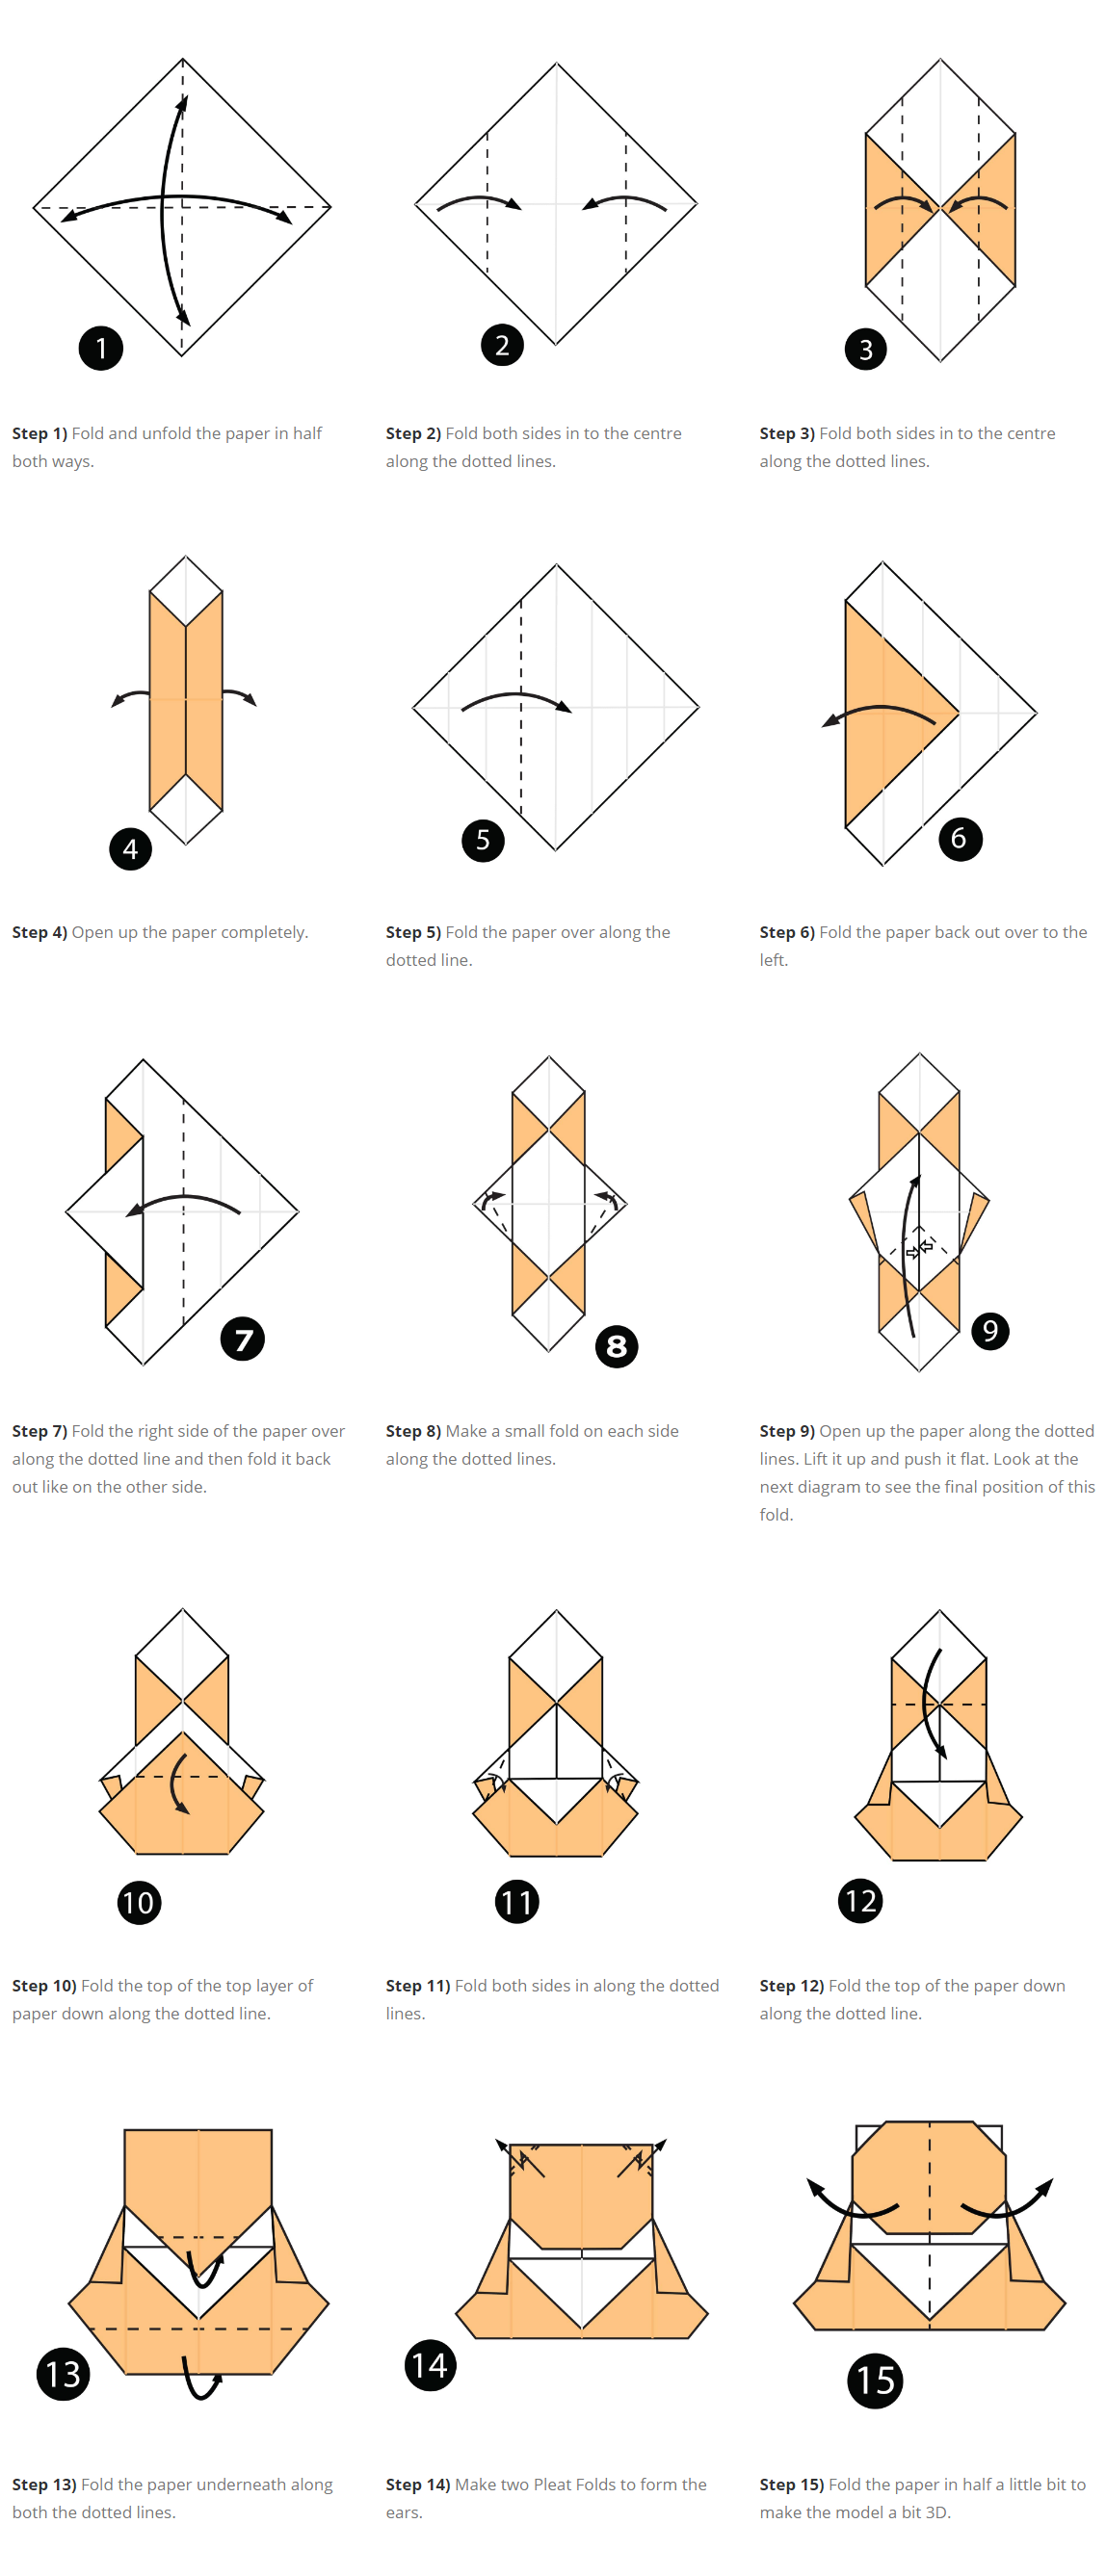 1
2
3
Step 1) Fold and unfold the paper in half
both ways.
Step 2) Fold both sides in to the centre
along the dotted lines.
Step 3) Fold both sides in to the centre
along the dotted lines.
4
5
6
Step 4) Open up the paper completely.
Step 5) Fold the paper over along the
dotted line.
Step 6) Fold the paper back out over to the
left.
7
8
9
Step 7) Fold the right side of the paper over
along the dotted line and then fold it back
out like on the other side.
Step 8) Make a small fold on each side
along the dotted lines.
Step 9) Open up the paper along the dotted
lines. Lift it up and push it flat. Look at the
next diagram to see the final position of this
fold.
10
11
12
Step 10) Fold the top of the top layer of
paper down along the dotted line.
Step 11) Fold both sides in along the dotted
lines.
Step 12) Fold the top of the paper down
along the dotted line.
13
14
15
Step 13) Fold the paper underneath along
both the dotted lines.
Step 14) Make two Pleat Folds to form the
ears.
Step 15) Fold the paper in half a little bit to
make the model a bit 3D.